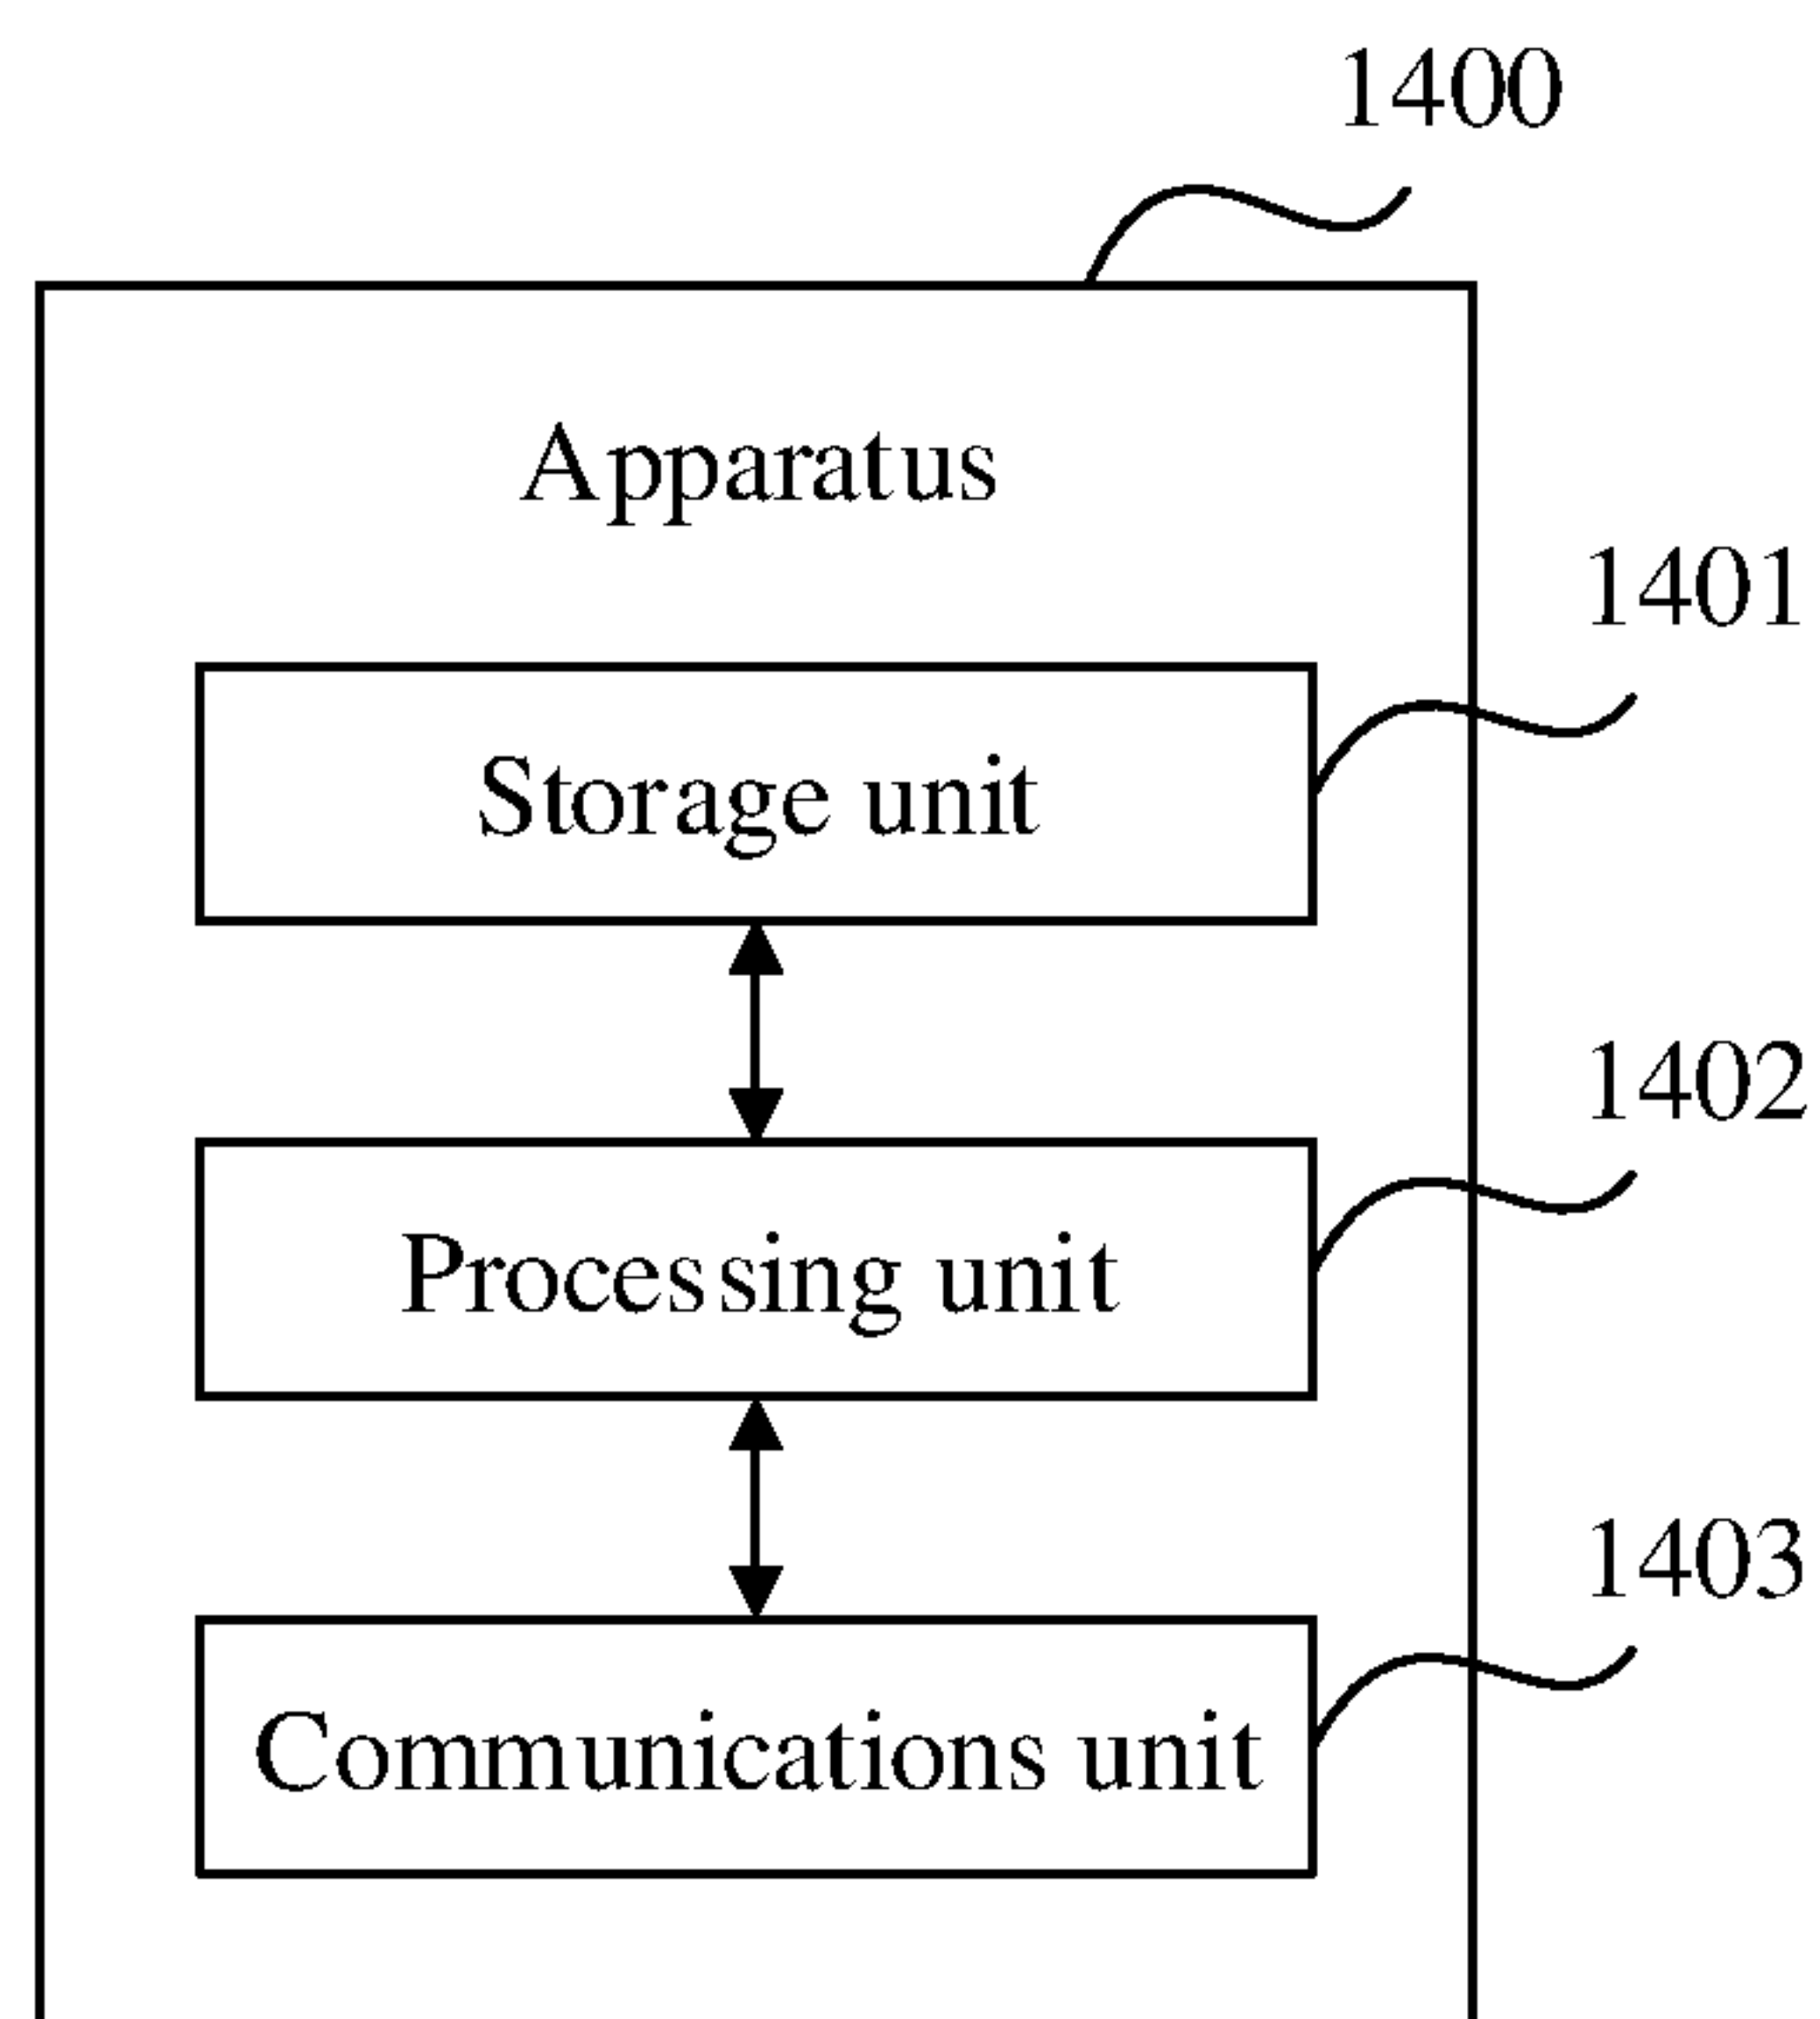 1400
Apparatus
1401
Storage unit
1402
Processing unit
1403
Communications unit